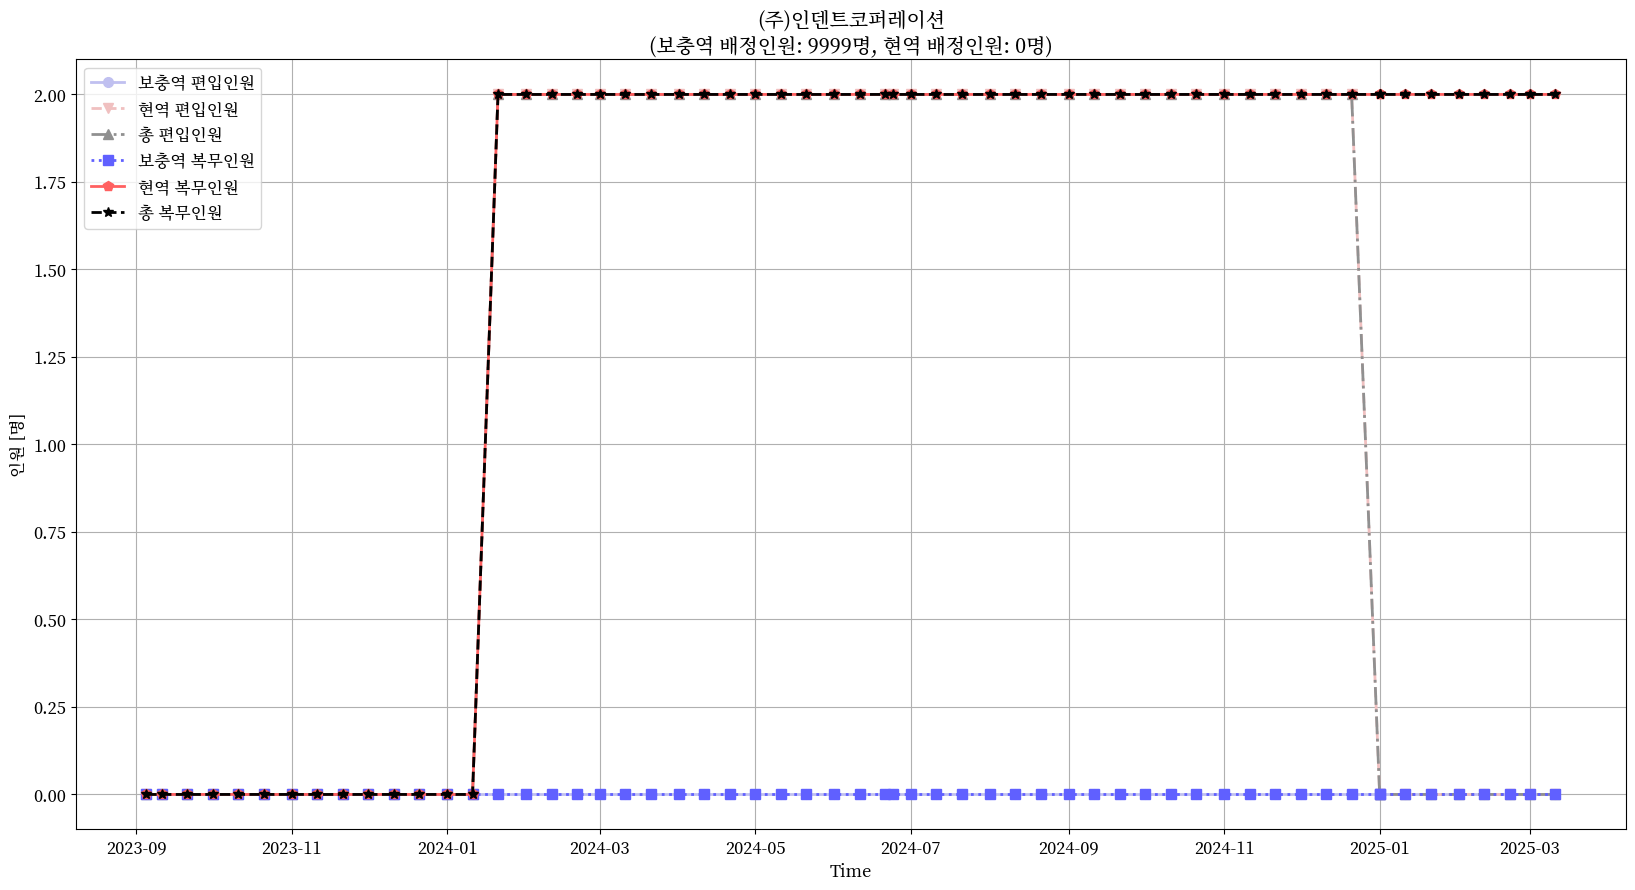 (주)인덴트코퍼레이션
(보충역 배정인원: 9999명, 현역 배정인원: 0명)
보충역 편입인원
현역 편입인원
총 편입인원
보충역 복무인원
현역 복무인원
총 복무인원
인원 [명]
2.00
1.75
1.50
1.25
1.00
0.75
0.50
0.25
0.00
2023-09 2023-11 2024-01 2024-03 2024-05 2024-07 2024-09 2024-11 2025-01 2025-03
Time